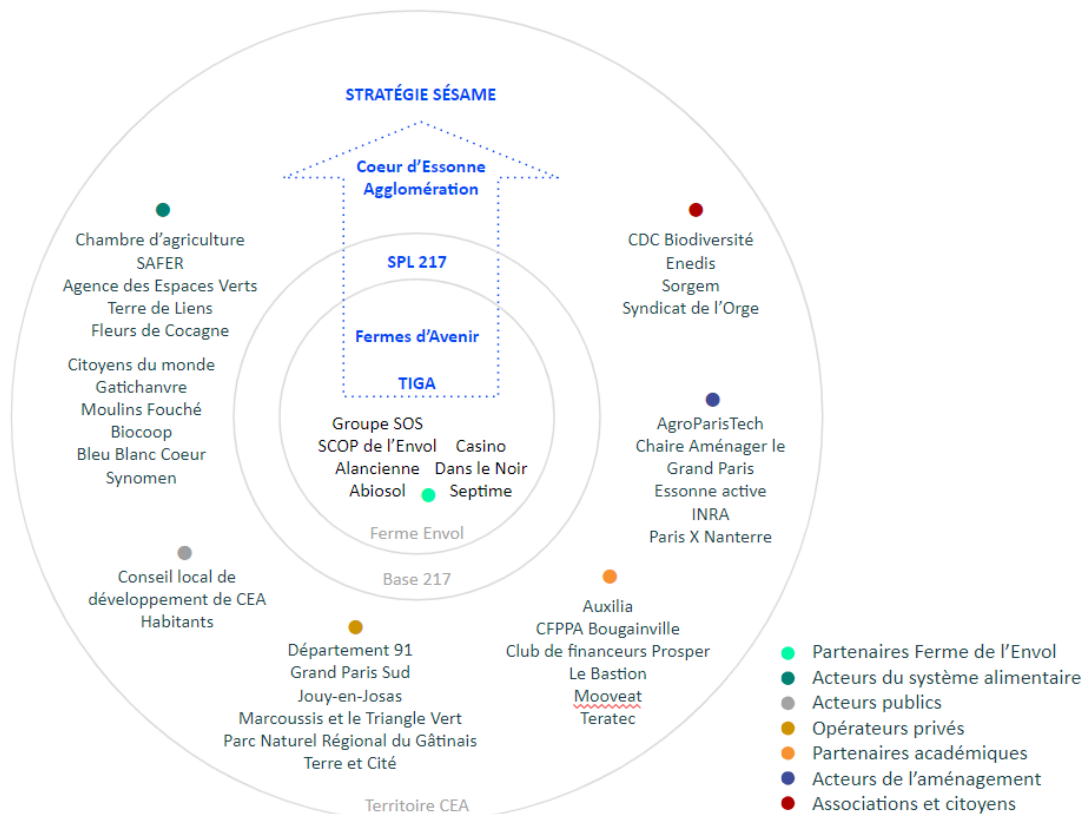 STRATÉGIE SÉSAME
Coeur d'Essonne
Agglomération
SPL 217
Fermes d'Avenir
TIGA
Chambre d'agriculture
SAFER
Agence des Espaces Verts
Terre de Liens
Fleurs de Cocagne
Citoyens du monde
Gatichanvre
Moulins Fouché
Biocoop
Bleu Blanc Coeur
Synomen
CDC Biodiversité
Enedis
Sorgem
Syndicat de l'Orge
Groupe SOS
SCOP de l'Envol Casino
Alancienne Dans le Noir
Abiosol Septime
Ferme Envol
Base 217
AgroParisTech
Chaire Aménager le
Grand Paris
Essonne active
INRA
Paris X Nanterre
Conseil local de
développement de CEA
Habitants
Département 91
Grand Paris Sud
Jouy-en-Josas
Marcoussis et le Triangle Vert
Parc Naturel Régional du Gâtinais
Terre et Cité
Auxilia
CFPPA Bougainville
Club de financeurs Prosper
Le Bastion
Mooveat
Teratec
Territoire CEA
Partenaires Ferme de l'Envol
Acteurs du système alimentaire
Acteurs publics
Opérateurs privés
Partenaires académiques
Acteurs de l'aménagement
Associations et citoyens